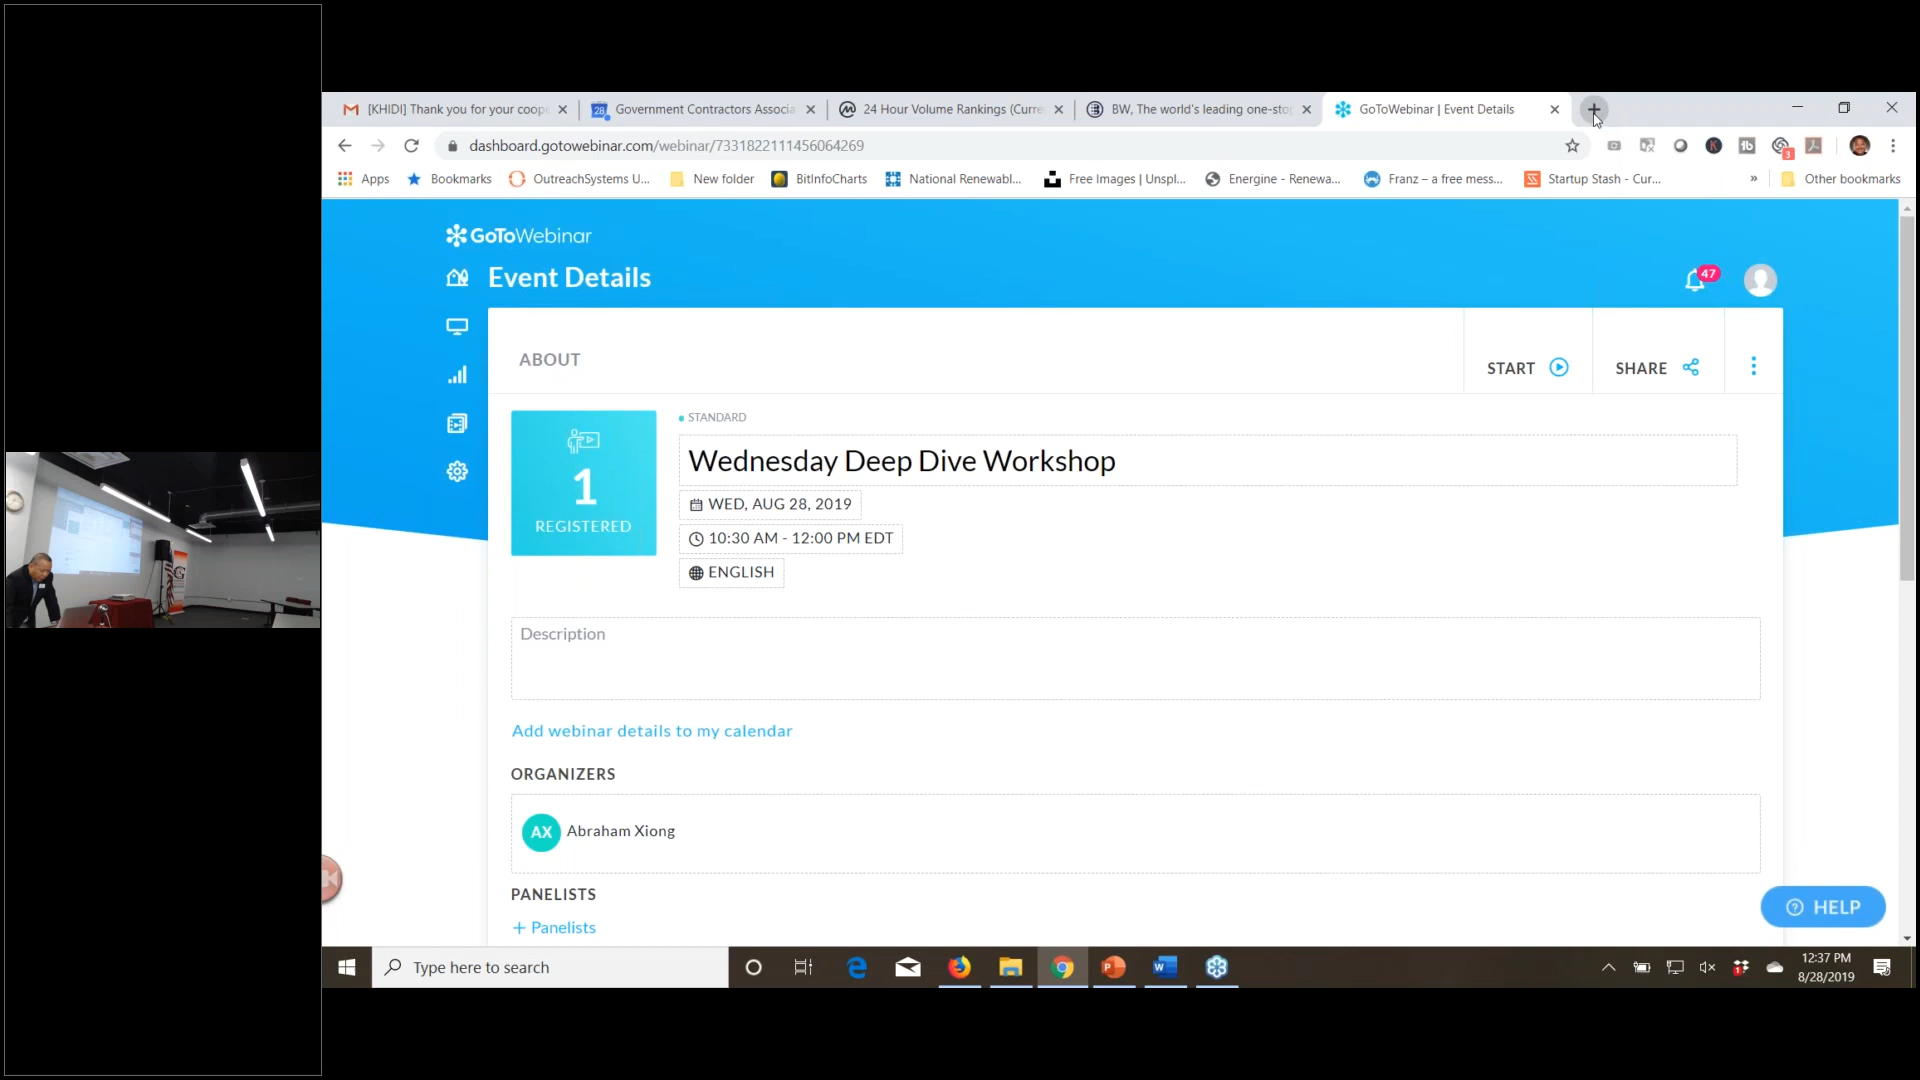 [KHIDI] Thank you for your coop
28
Government Contractors Associa
24 Hour Volume Rankings (Curre
BW, The world's leading one-sto
GoToWebinar | Event Details
dashboard.gotowebinar.com/webinar/7331822111456064269
3
Apps
Bookmarks
OutreachSystems U...
New folder
BitInfoCharts
National Renewabl...
Free Images | Unspl...
Energine - Renewa...
Franz – a free mess...
Startup Stash - Cur...
»
Other bookmarks
GoToWebinar
Event Details
47
ABOUT
START
SHARE
1
REGISTERED
STANDARD
Wednesday Deep Dive Workshop
WED, AUG 28, 2019
10:30 AM - 12:00 PM EDT
ENGLISH
Description
Add webinar details to my calendar
ORGANIZERS
AX
Abraham Xiong
PANELISTS
+ Panelists
HELP
Type here to search
12:37 PM
8/28/2019